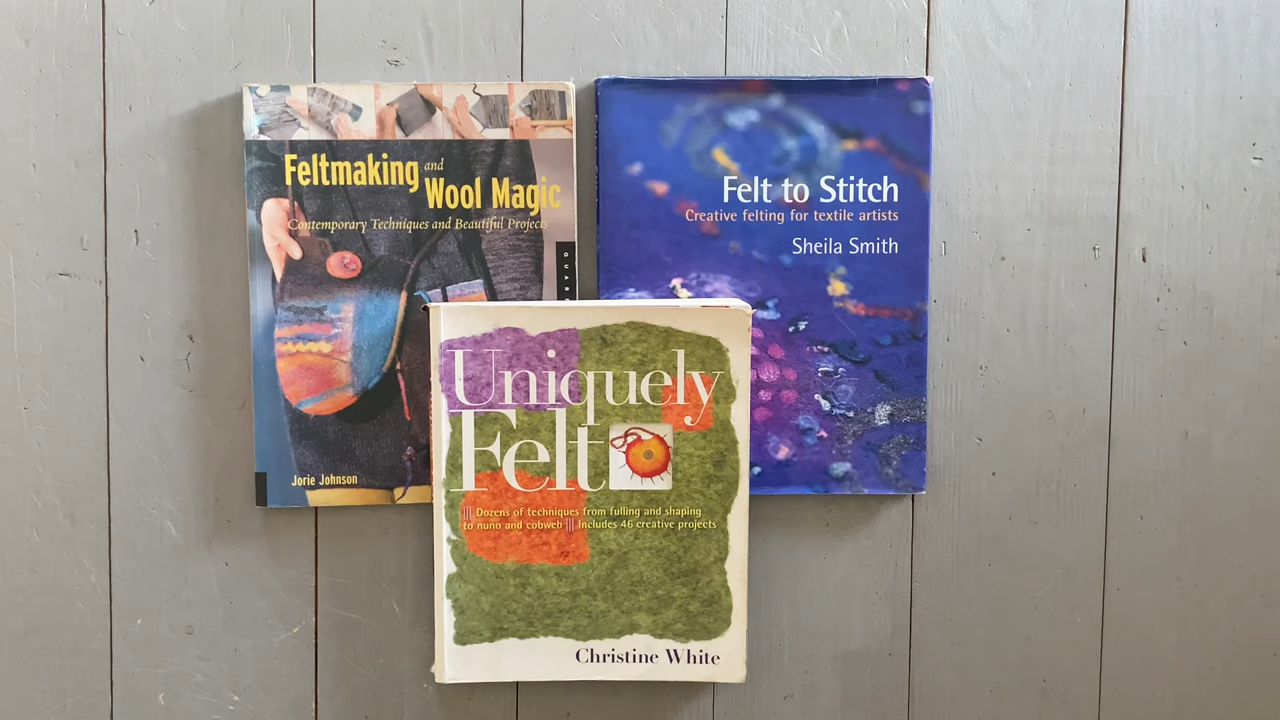 Feltmaking and
Wool Magic
Contemporary Techniques and Beautiful Projects
Jorie Johnson
Felt to Stitch
Creative felting for textile artists
Sheila Smith
Uniquely
Felt
||| Dozens of techniques from fulling and shaping
to nuno and cobweb ||| Includes 46 creative projects
Christine White